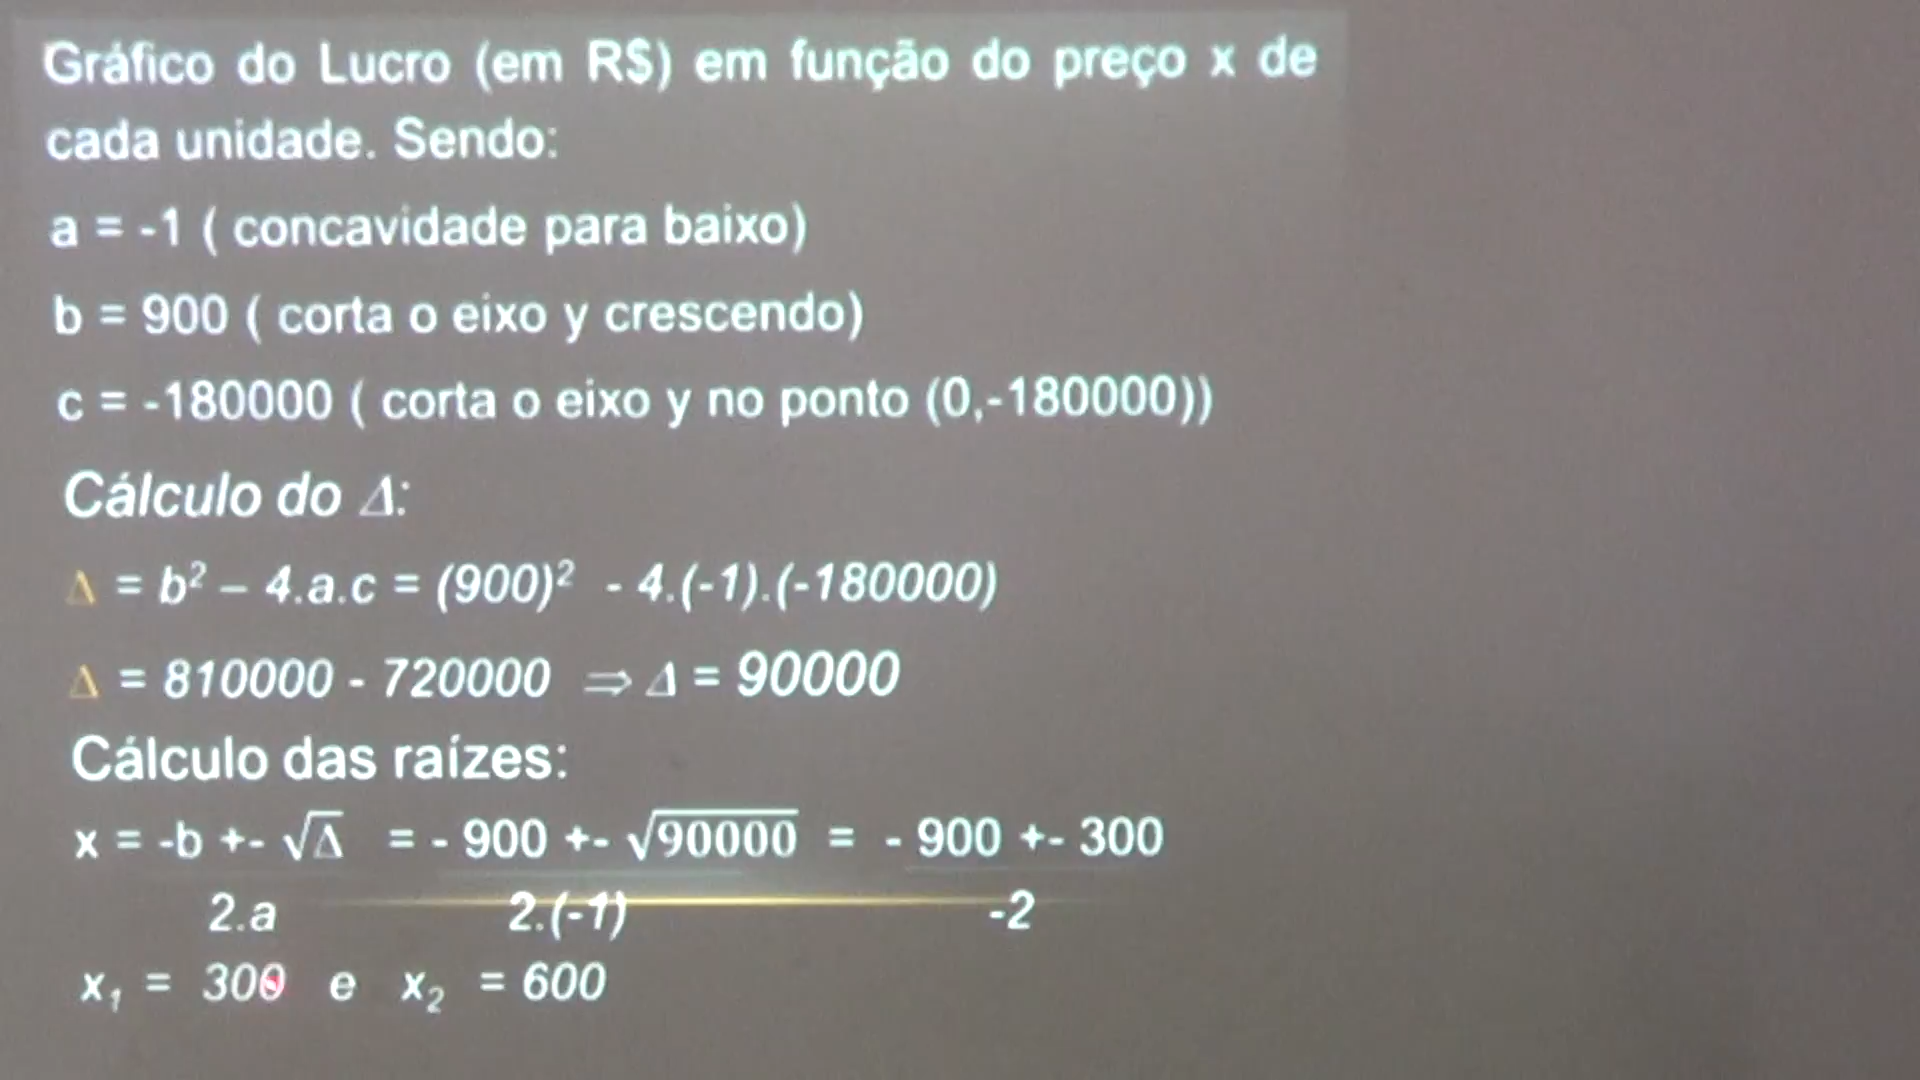 Gráfico do Lucro (em R$) em função do preço x de
cada unidade. Sendo:
a = -1 ( concavidade para baixo)
b = 900 ( corta o eixo y crescendo)
c = -180000 ( corta o eixo y no ponto (0,-180000))
Cálculo do Δ:
Δ = b² – 4.a.c = (900)² - 4.(-1).(-180000)
Δ = 810000 - 720000 ⇒ Δ = 90000
Cálculo das raízes:
x = -b +- √Δ = - 900 +- √90000 = - 900 +- 300
2.a 2.(-1) -2
x₁ = 300 e x₂ = 600